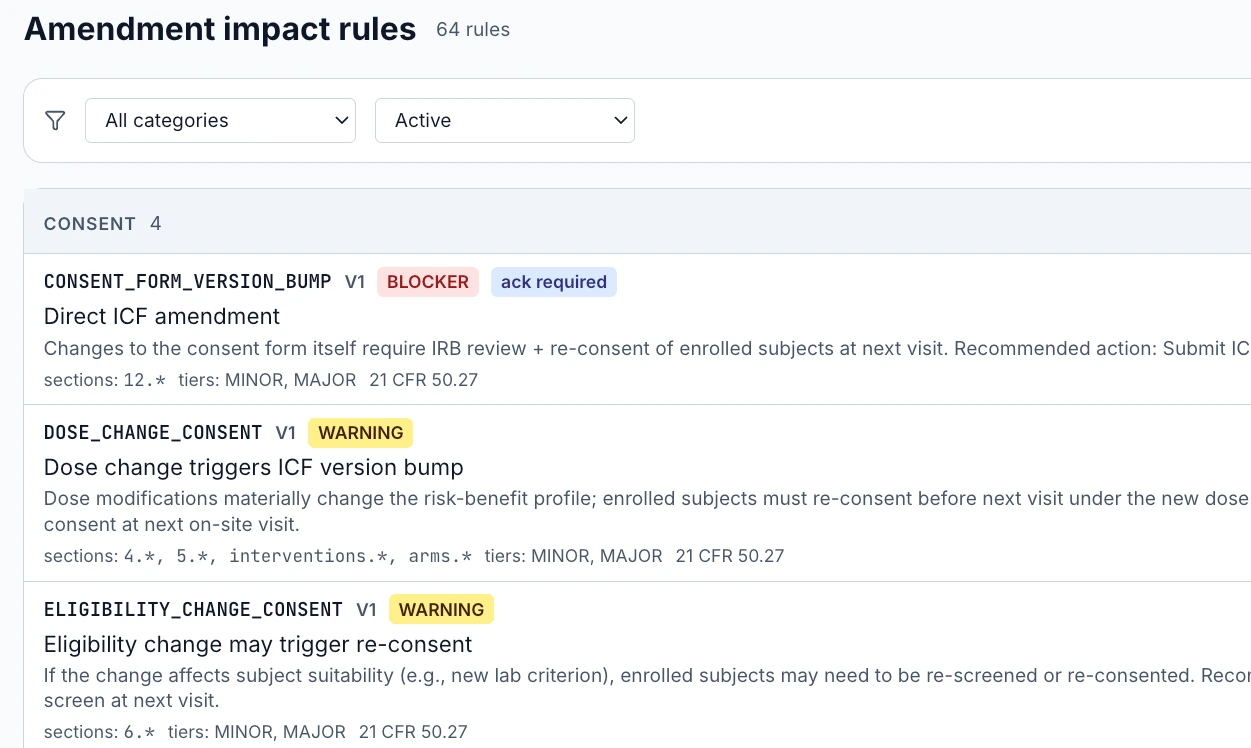 Amendment impact rules 64 rules
All categories Active
CONSENT 4
CONSENT_FORM_VERSION_BUMP V1 BLOCKER ack required
Direct ICF amendment
Changes to the consent form itself require IRB review + re-consent of enrolled subjects at next visit. Recommended action: Submit IC
sections: 12.* tiers: MINOR, MAJOR 21 CFR 50.27
DOSE_CHANGE_CONSENT V1 WARNING
Dose change triggers ICF version bump
Dose modifications materially change the risk-benefit profile; enrolled subjects must re-consent before next visit under the new dose
consent at next on-site visit.
sections: 4.*, 5.*, interventions.*, arms.* tiers: MINOR, MAJOR 21 CFR 50.27
ELIGIBILITY_CHANGE_CONSENT V1 WARNING
Eligibility change may trigger re-consent
If the change affects subject suitability (e.g., new lab criterion), enrolled subjects may need to be re-screened or re-consented. Recor
screen at next visit.
sections: 6.* tiers: MINOR, MAJOR 21 CFR 50.27